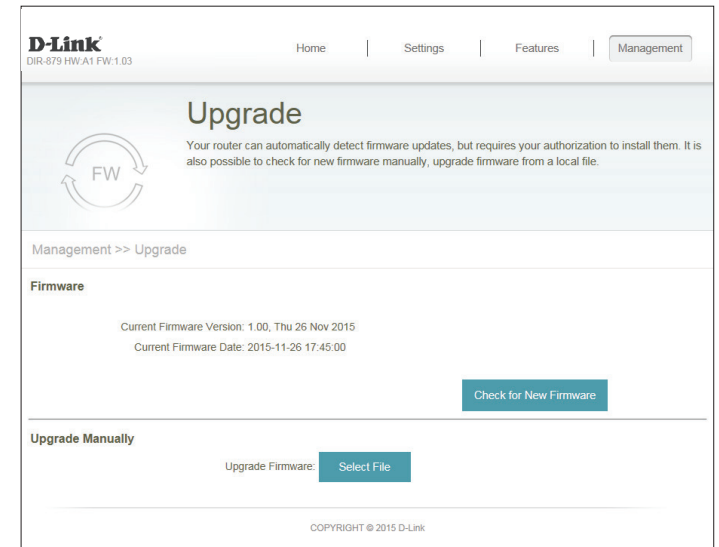 D-Link
DIR-879 HW:A1 FW:1.03
Home | Settings | Features | Management
Upgrade
Your router can automatically detect firmware updates, but requires your authorization to install them. It is
also possible to check for new firmware manually, upgrade firmware from a local file.
FW
Management >> Upgrade
Firmware
Current Firmware Version: 1.00, Thu 26 Nov 2015
Current Firmware Date: 2015-11-26 17:45:00
Check for New Firmware
Upgrade Manually
Upgrade Firmware: Select File
COPYRIGHT © 2015 D-Link